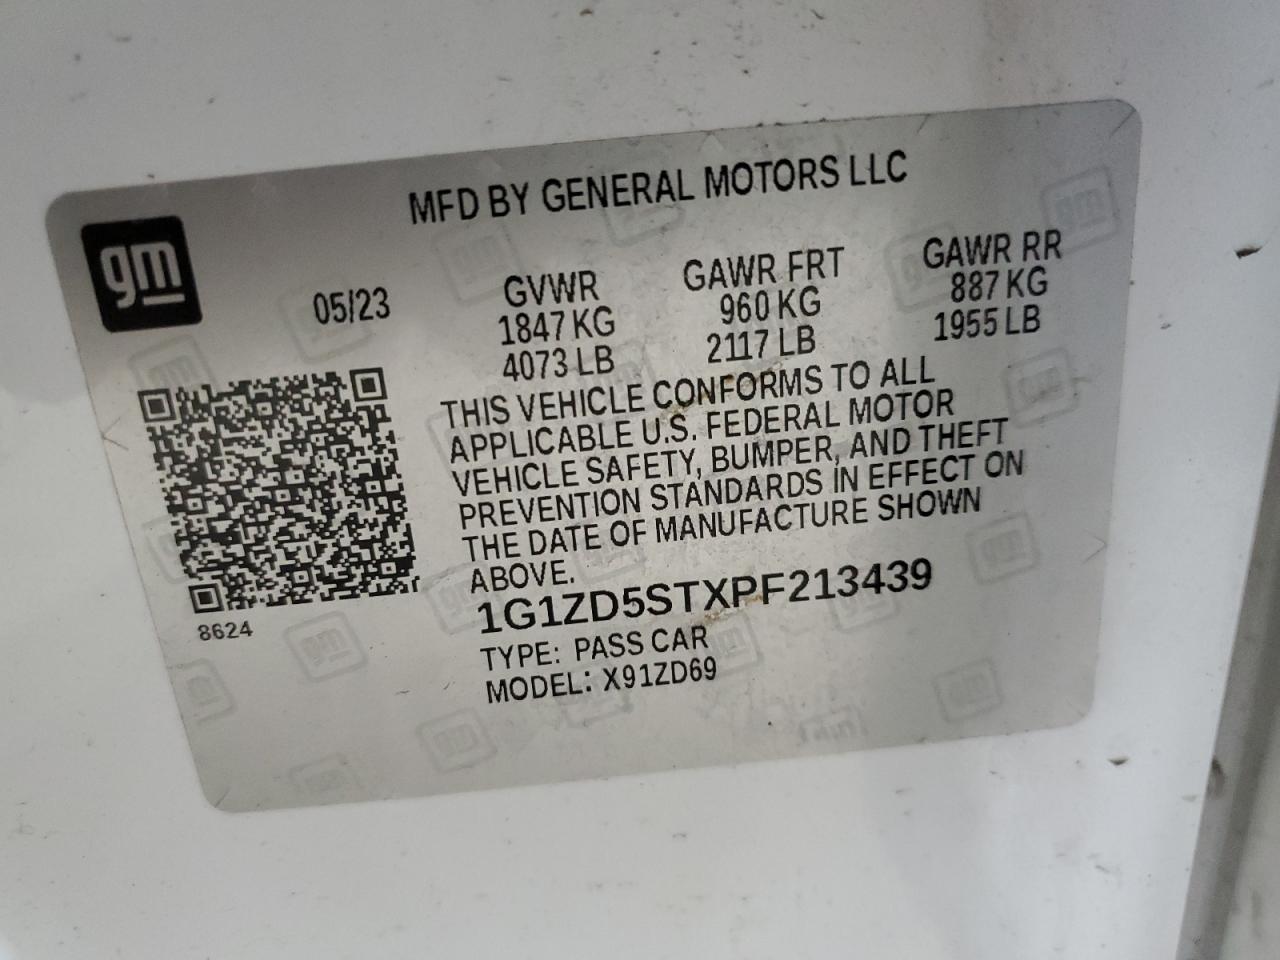 MFD BY GENERAL MOTORS LLC
gm
05/23
GVWR
1847 KG
4073 LB
GAWR FRT
960 KG
2117 LB
GAWR RR
887 KG
1955 LB
THIS VEHICLE CONFORMS TO ALL
APPLICABLE U.S. FEDERAL MOTOR
VEHICLE SAFETY, BUMPER, AND THEFT
PREVENTION STANDARDS IN EFFECT ON
THE DATE OF MANUFACTURE SHOWN
ABOVE.
1G1ZD5STXPF213439
TYPE: PASS CAR
MODEL: X91ZD69
8624